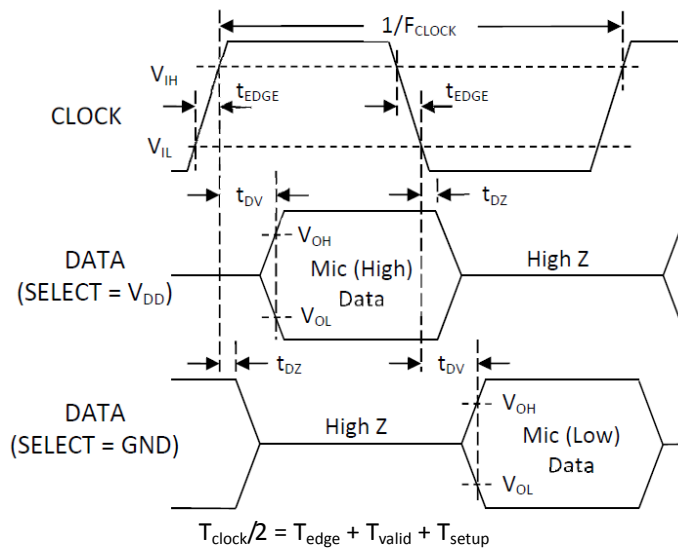 1/F_CLOCK
V_IH
t_EDGE
t_EDGE
CLOCK
V_IL
t_DV
t_DZ
V_OH
DATA
(SELECT = V_DD)
Mic (High)
Data
High Z
V_OL
t_DZ
t_DV
DATA
(SELECT = GND)
High Z
V_OH
Mic (Low)
Data
V_OL
T_clock/2 = T_edge + T_valid + T_setup